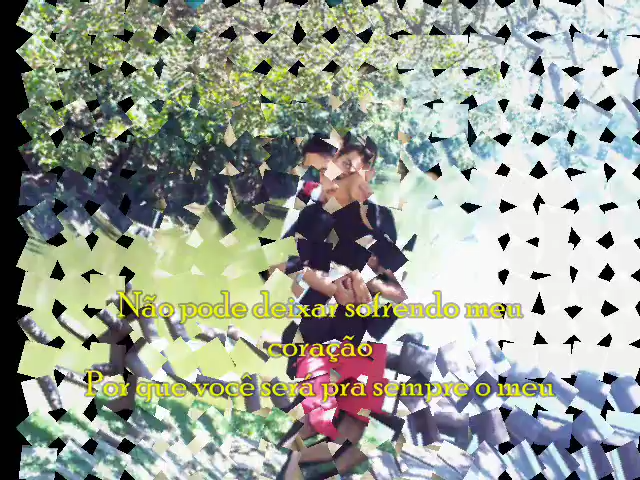 Não pode deixar sofrendo meu
coração
Por que você será pra sempre o meu